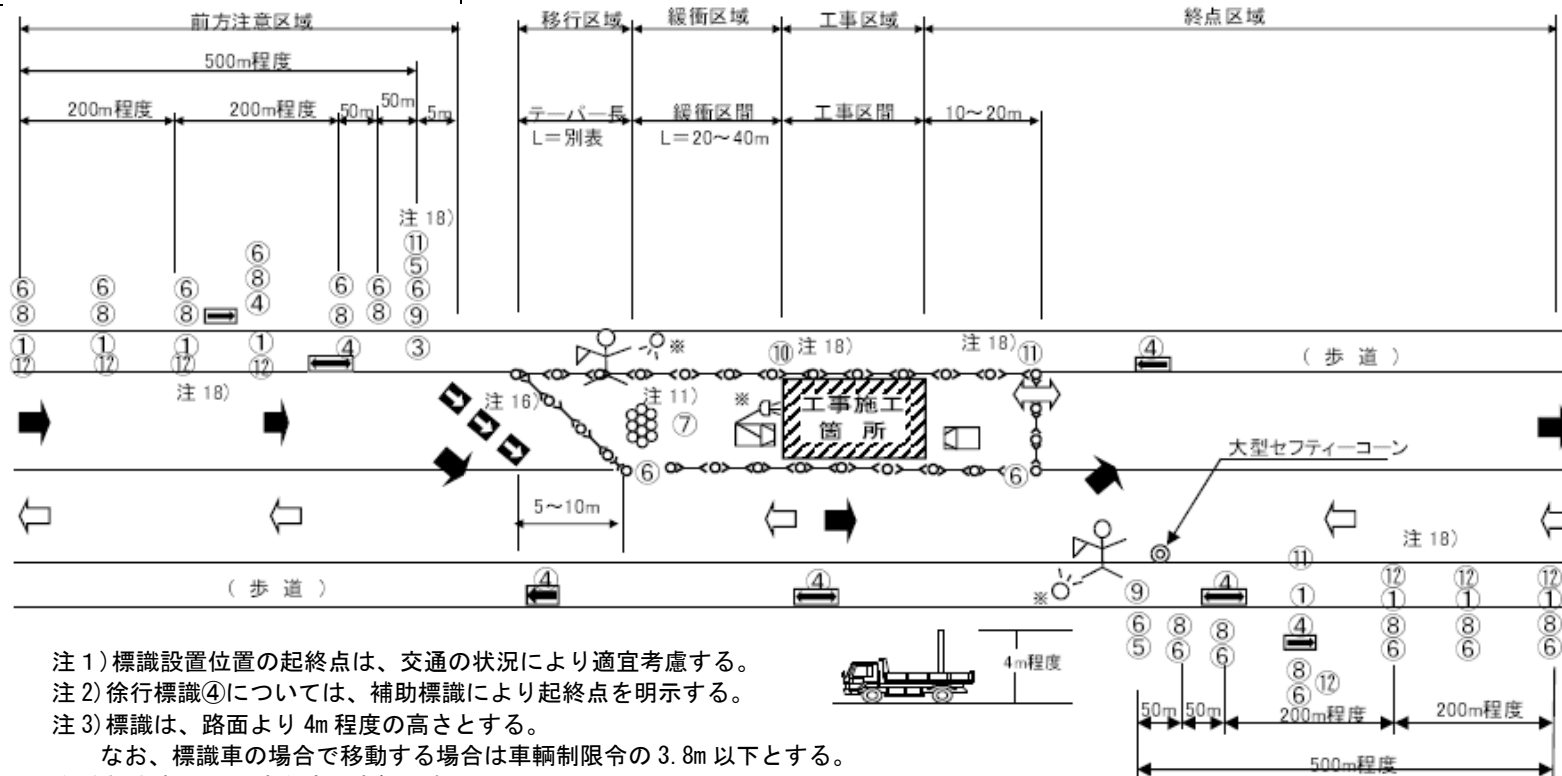 前方注意区域 移行区域 緩衝区域 工事区域 終点区域
500m程度
200m程度 200m程度 50m 50m 5m テーパー長 緩衝区間 工事区間 10～20m
L＝別表 L＝20～40m
注 18)
⑪
⑥ ⑤
⑥ ⑥ ⑥ ⑧ ⑥ ⑥ ⑥
⑧ ⑧ ⑧ ④ ⑧ ⑧ ⑨
① ① ① ① ④ ③ ※ ⑩ 注 18) 注 18) ⑪ ④ （ 歩 道 ）
⑫ ⑫ ⑫ ⑫
注 18) 注 16) 注 11) ※ 工事施工
⑦ 箇 所
大型セフティーコーン
⑥ ⑥
5～10m
注 18)
⑪
（ 歩 道 ） ④ ④ ※ ⑨ ④ ① ⑫ ⑫ ⑫
① ① ①
⑥ ⑧ ⑧ ④ ⑧ ⑧ ⑧
⑤ ⑥ ⑥ ⑥ ⑥ ⑥
⑧
⑥ ⑫
4m程度
50m 50m 200m程度 200m程度
500m程度
注 1)標識設置位置の起終点は、交通の状況により適宜考慮する。
注 2)徐行標識④については、補助標識により起終点を明示する。
注 3)標識は、路面より 4m 程度の高さとする。
なお、標識車の場合で移動する場合は車輌制限令の 3.8m 以下とする。